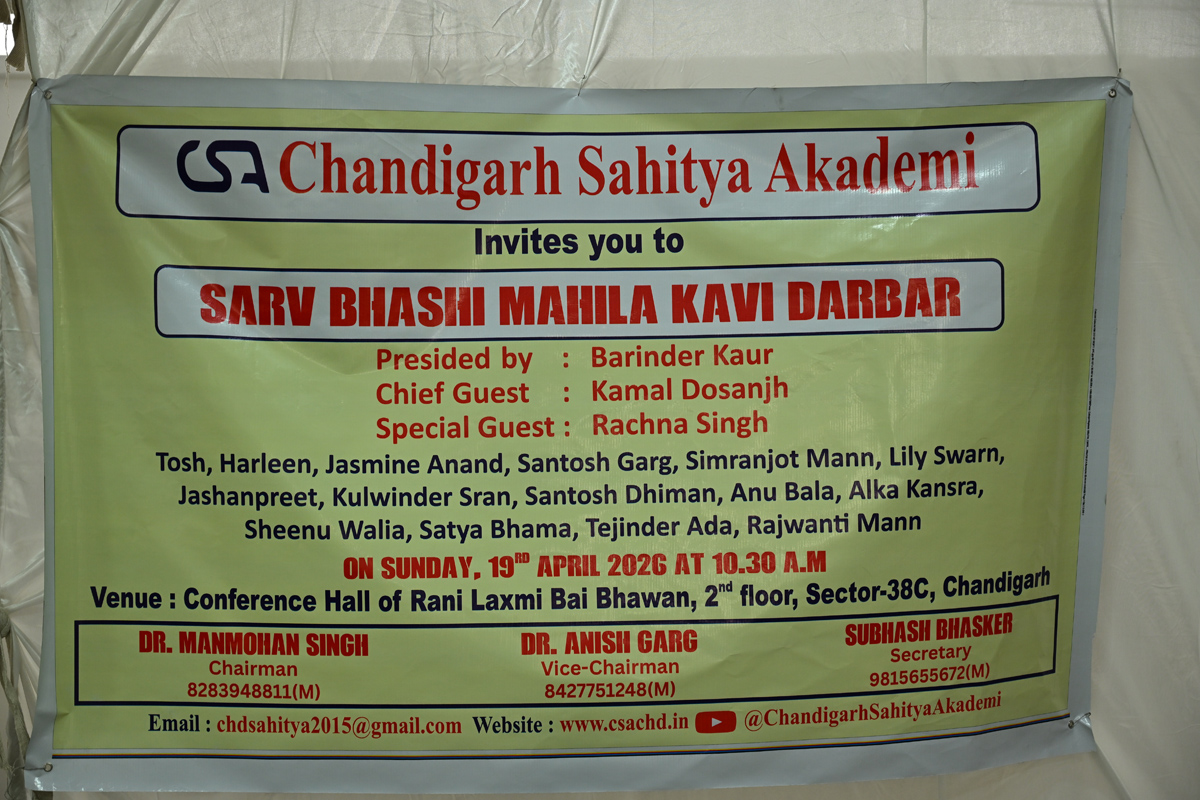 CSA Chandigarh Sahitya Akademi
Invites you to
SARV BHASHI MAHILA KAVI DARBAR
Presided by : Barinder Kaur
Chief Guest : Kamal Dosanjh
Special Guest : Rachna Singh
Tosh, Harleen, Jasmine Anand, Santosh Garg, Simranjot Mann, Lily Swarn,
Jashanpreet, Kulwinder Sran, Santosh Dhiman, Anu Bala, Alka Kansra,
Sheenu Walia, Satya Bhama, Tejinder Ada, Rajwanti Mann
ON SUNDAY, 19RD APRIL 2026 AT 10.30 A.M
Venue : Conference Hall of Rani Laxmi Bai Bhawan, 2nd floor, Sector-38C, Chandigarh
DR. MANMOHAN SINGH DR. ANISH GARG SUBHASH BHASKER
Chairman Vice-Chairman Secretary
8283948811(M) 8427751248(M) 9815655672(M)
Email : chdsahitya2015@gmail.com Website : www.csachd.in @ChandigarhSahityaAkademi